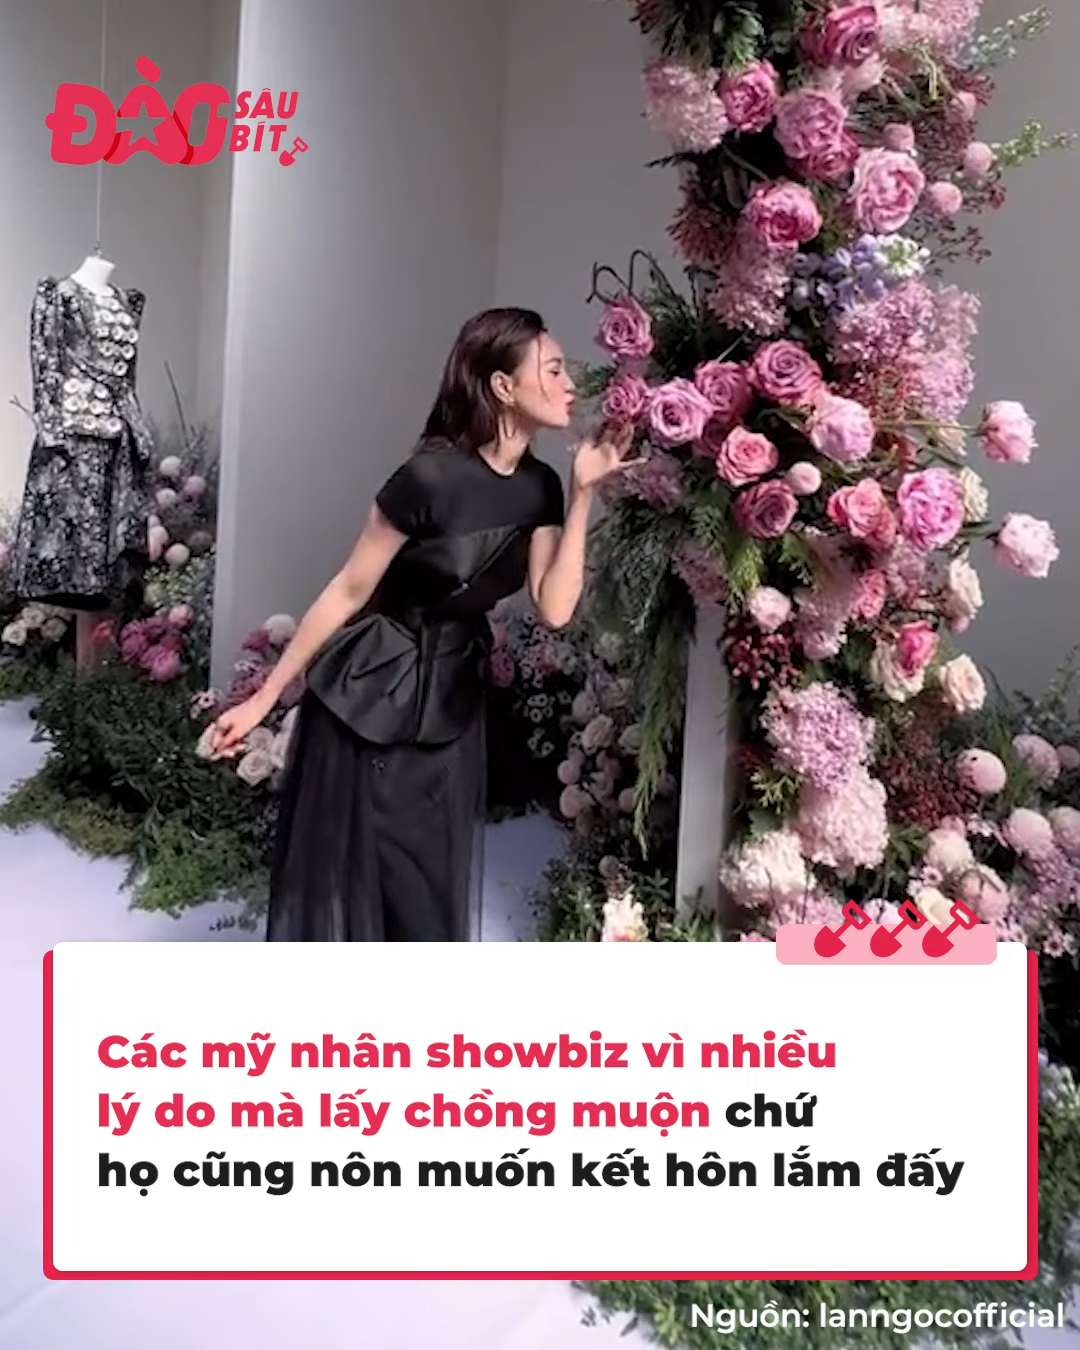 ĐÀO SÂU
BÍT
Các mỹ nhân showbiz vì nhiều
lý do mà lấy chồng muộn chứ
họ cũng nôn muốn kết hôn lắm đấy
Nguồn: lanngocofficial